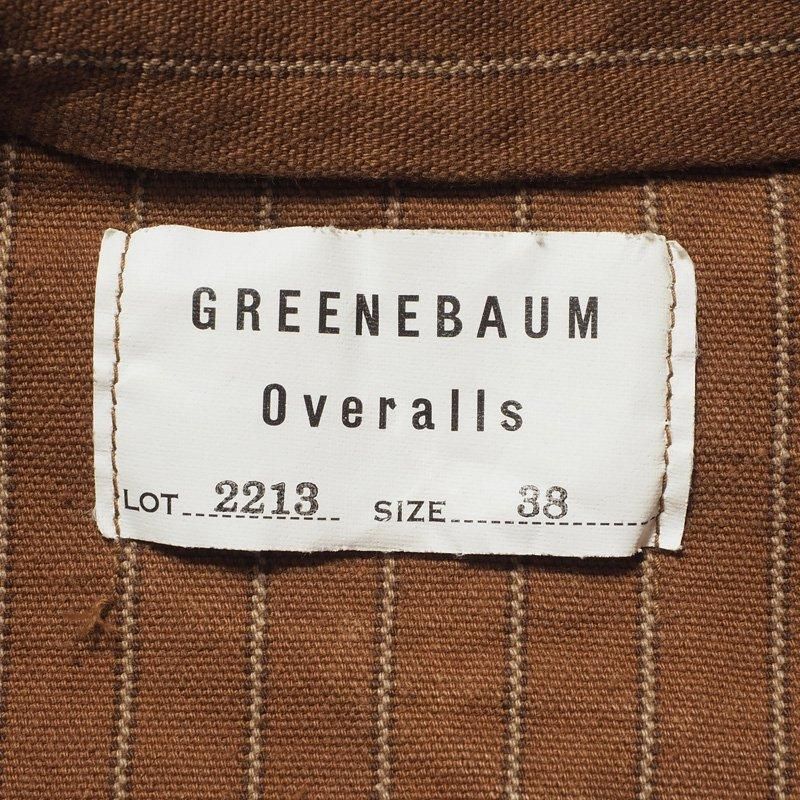 GREENEBAUM
Overalls
LOT 2213 SIZE 38